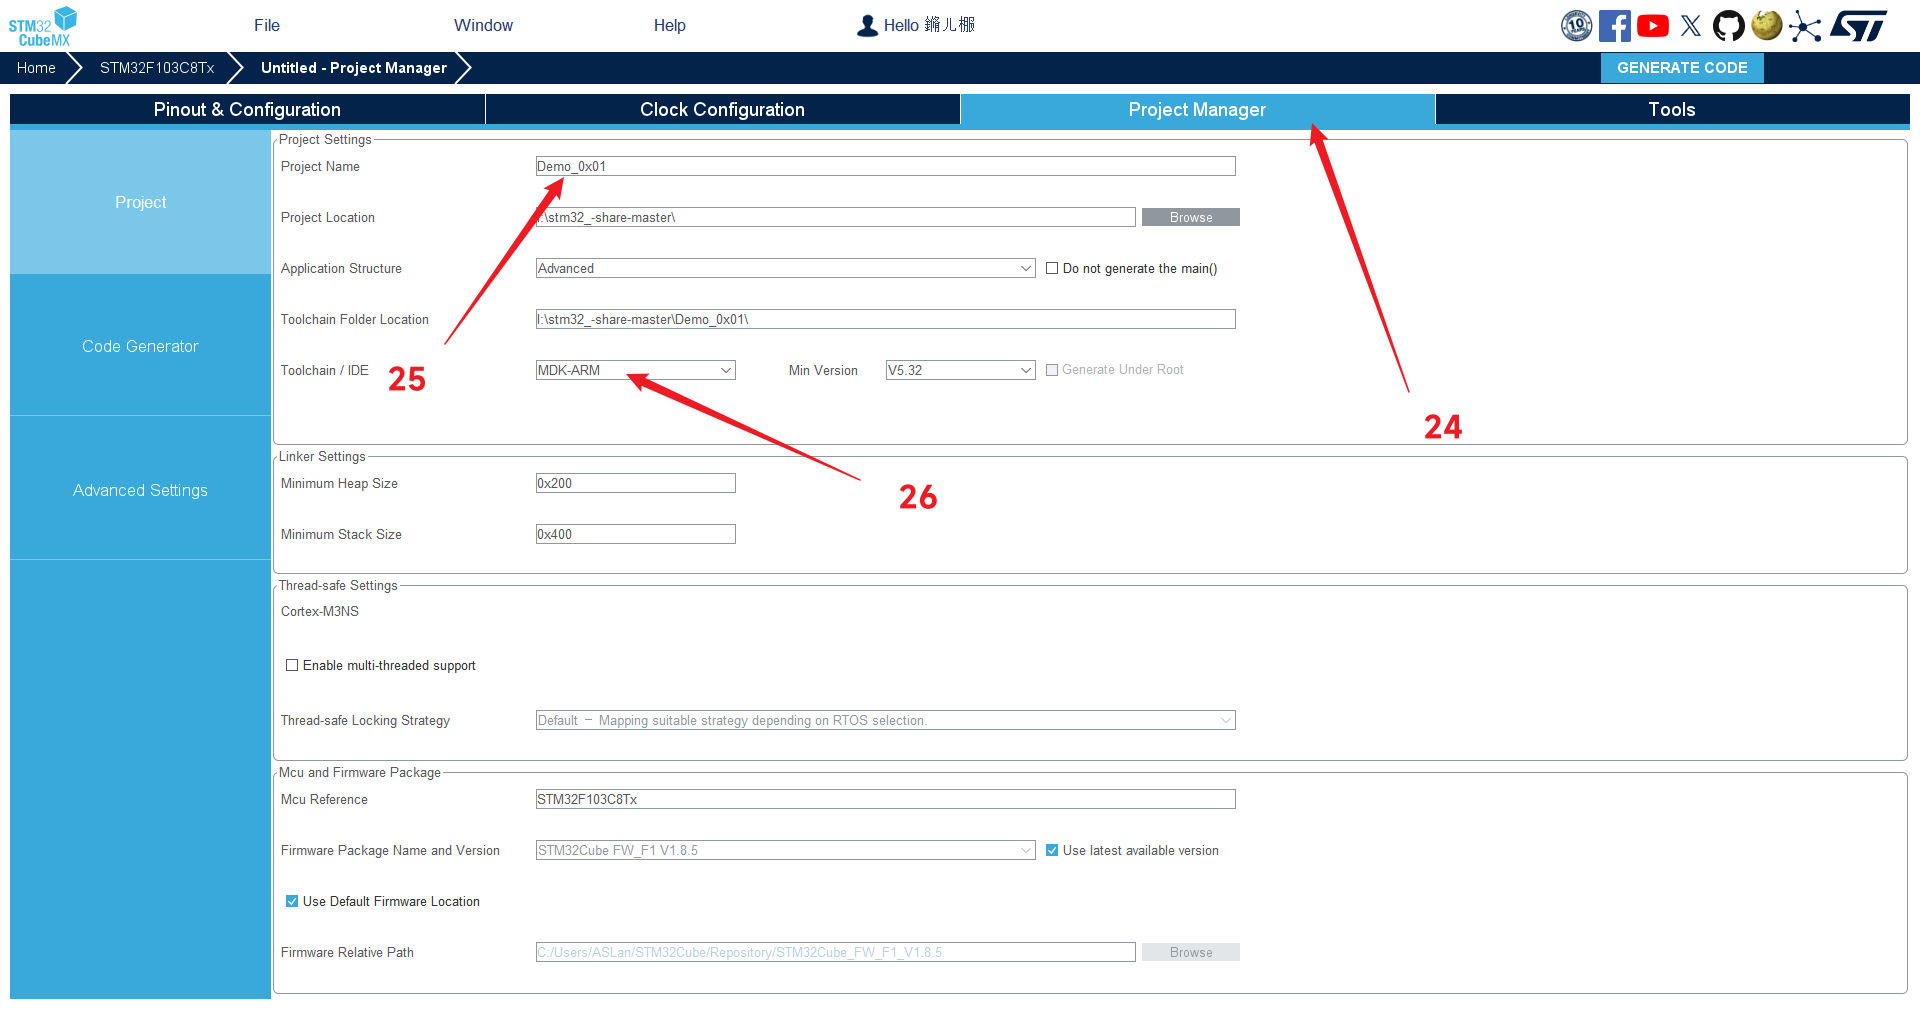 STM32
CubeMX
File
Window
Help
Hello 鏅儿棴
10
Home
STM32F103C8Tx
Untitled - Project Manager
GENERATE CODE
Pinout & Configuration
Clock Configuration
Project Manager
Tools
Project
Code Generator
Advanced Settings
Project Settings
Project Name
Demo_0x01
Project Location
I:\stm32_-share-master\
Browse
Application Structure
Advanced
Do not generate the main()
Toolchain Folder Location
I:\stm32_-share-master\Demo_0x01\
Toolchain / IDE
MDK-ARM
Min Version
V5.32
Generate Under Root
25
24
26
Linker Settings
Minimum Heap Size
0x200
Minimum Stack Size
0x400
Thread-safe Settings
Cortex-M3NS
Enable multi-threaded support
Thread-safe Locking Strategy
Default – Mapping suitable strategy depending on RTOS selection.
Mcu and Firmware Package
Mcu Reference
STM32F103C8Tx
Firmware Package Name and Version
STM32Cube FW_F1 V1.8.5
Use latest available version
Use Default Firmware Location
Firmware Relative Path
C:/Users/ASLan/STM32Cube/Repository/STM32Cube_FW_F1_V1.8.5
Browse